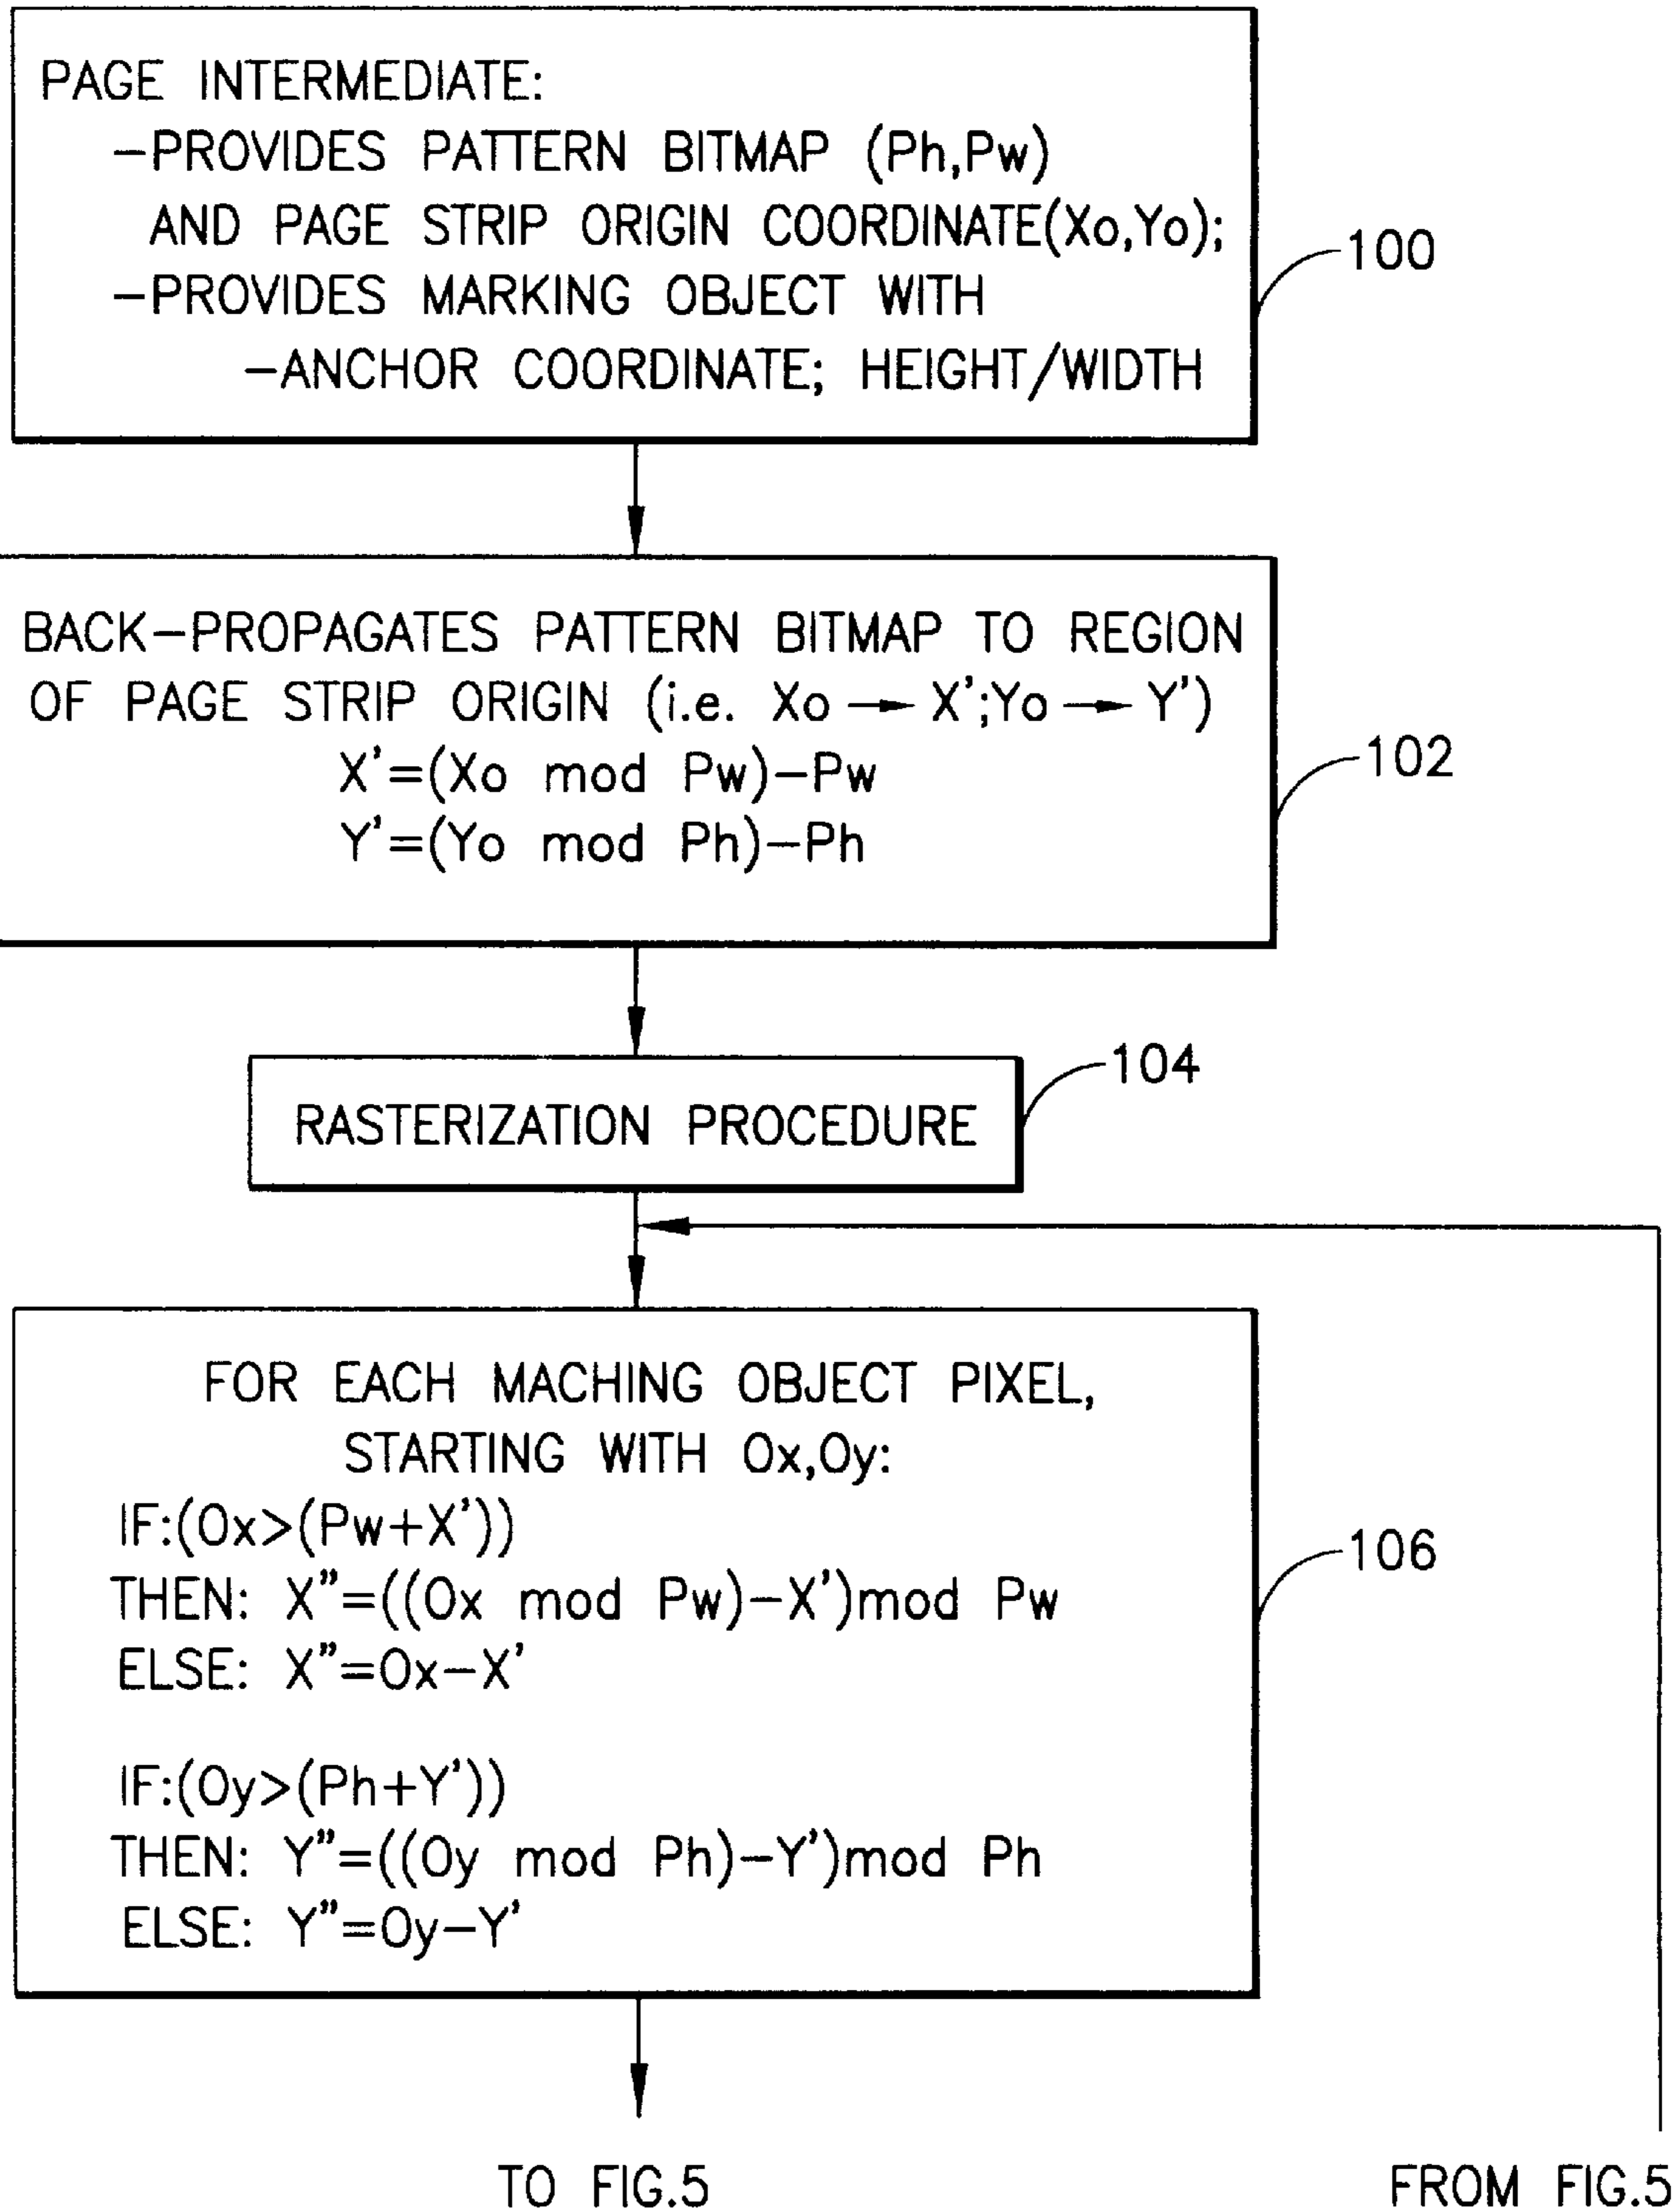 PAGE INTERMEDIATE:
-PROVIDES PATTERN BITMAP (Ph,Pw)
AND PAGE STRIP ORIGIN COORDINATE(Xo,Yo);
-PROVIDES MARKING OBJECT WITH
-ANCHOR COORDINATE; HEIGHT/WIDTH
100
BACK-PROPAGATES PATTERN BITMAP TO REGION
OF PAGE STRIP ORIGIN (i.e. Xo → X';Yo → Y')
X'=(Xo mod Pw)-Pw
Y'=(Yo mod Ph)-Ph
102
RASTERIZATION PROCEDURE
104
FOR EACH MACHING OBJECT PIXEL,
STARTING WITH Ox,Oy:
IF:(Ox>(Pw+X'))
THEN: X"=((Ox mod Pw)-X')mod Pw
ELSE: X"=Ox-X'
IF:(Oy>(Ph+Y'))
THEN: Y"=((Oy mod Ph)-Y')mod Ph
ELSE: Y"=Oy-Y'
106
TO FIG.5
FROM FIG.5